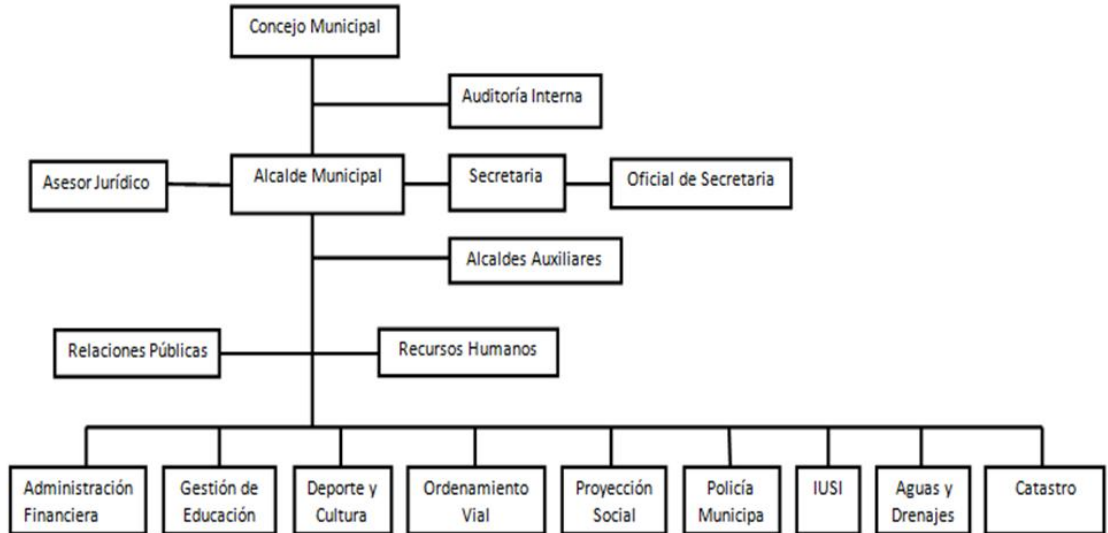 Concejo Municipal
Auditoría Interna
Asesor Jurídico
Alcalde Municipal
Secretaria
Oficial de Secretaria
Alcaldes Auxiliares
Relaciones Públicas
Recursos Humanos
Administración
Financiera
Gestión de
Educación
Deporte y
Cultura
Ordenamiento
Vial
Proyección
Social
Policía
Municipa
IUSI
Aguas y
Drenajes
Catastro